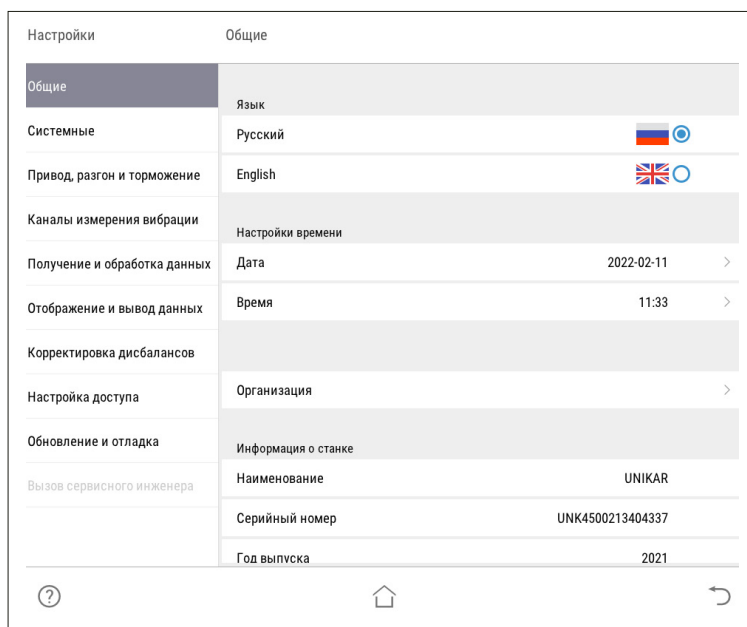 Настройки
Общие
Общие
Системные
Привод, разгон и торможение
Каналы измерения вибрации
Получение и обработка данных
Отображение и вывод данных
Корректировка дисбалансов
Настройка доступа
Обновление и отладка
Вызов сервисного инженера
Язык
Русский
English
Настройки времени
Дата 2022-02-11
Время 11:33
Организация
Информация о станке
Наименование UNIKAR
Серийный номер UNK4500213404337
Год выпуска 2021
?